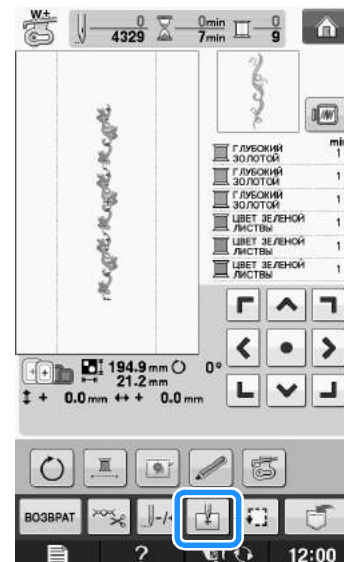 W+
0 0min 0
4329 7min 9
min
ГЛУБОКИЙ ЗОЛОТОЙ 1
ГЛУБОКИЙ ЗОЛОТОЙ 1
ГЛУБОКИЙ ЗОЛОТОЙ 1
ЦВЕТ ЗЕЛЕНОЙ ЛИСТВЫ 1
ЦВЕТ ЗЕЛЕНОЙ ЛИСТВЫ 1
ЦВЕТ ЗЕЛЕНОЙ ЛИСТВЫ 1
194.9 mm 0°
21.2 mm
+ 0.0 mm + 0.0 mm
ВОЗВРАТ
?
12:00